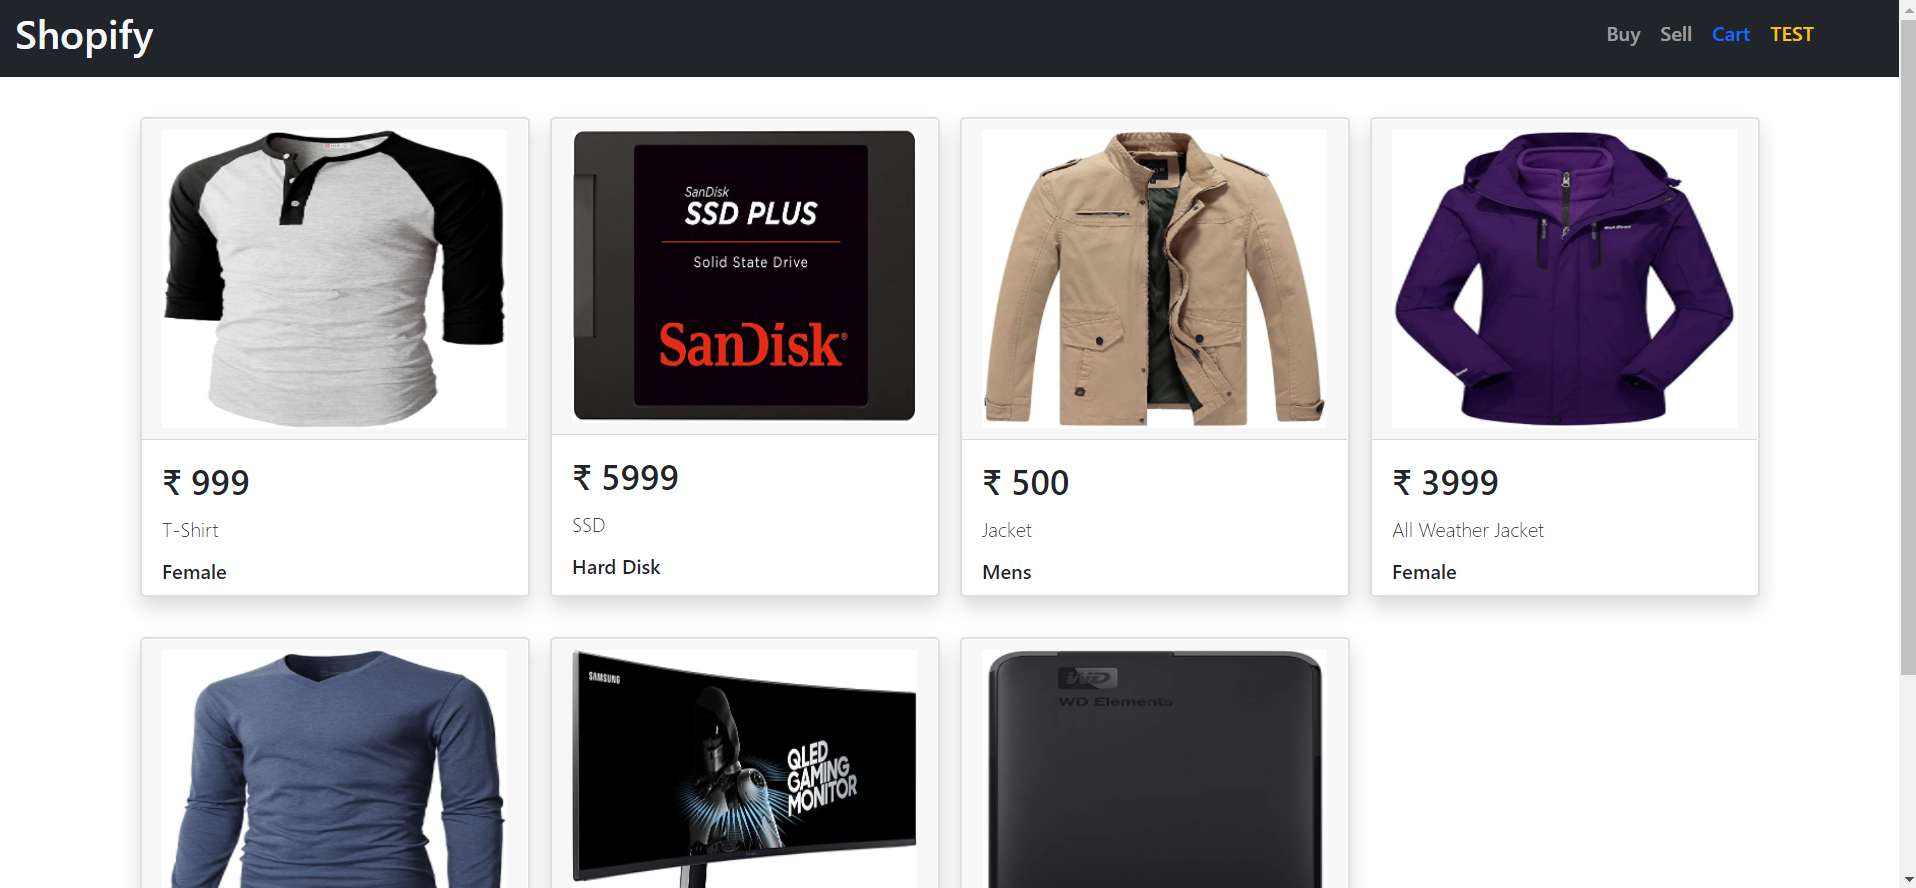 Shopify
Buy Sell Cart TEST
SanDisk
SSD PLUS
Solid State Drive
SanDisk®
₹ 999
T-Shirt
Female
₹ 5999
SSD
Hard Disk
₹ 500
Jacket
Mens
₹ 3999
All Weather Jacket
Female
SAMSUNG
QLED
GAMING
MONITOR
WD
WD Elements